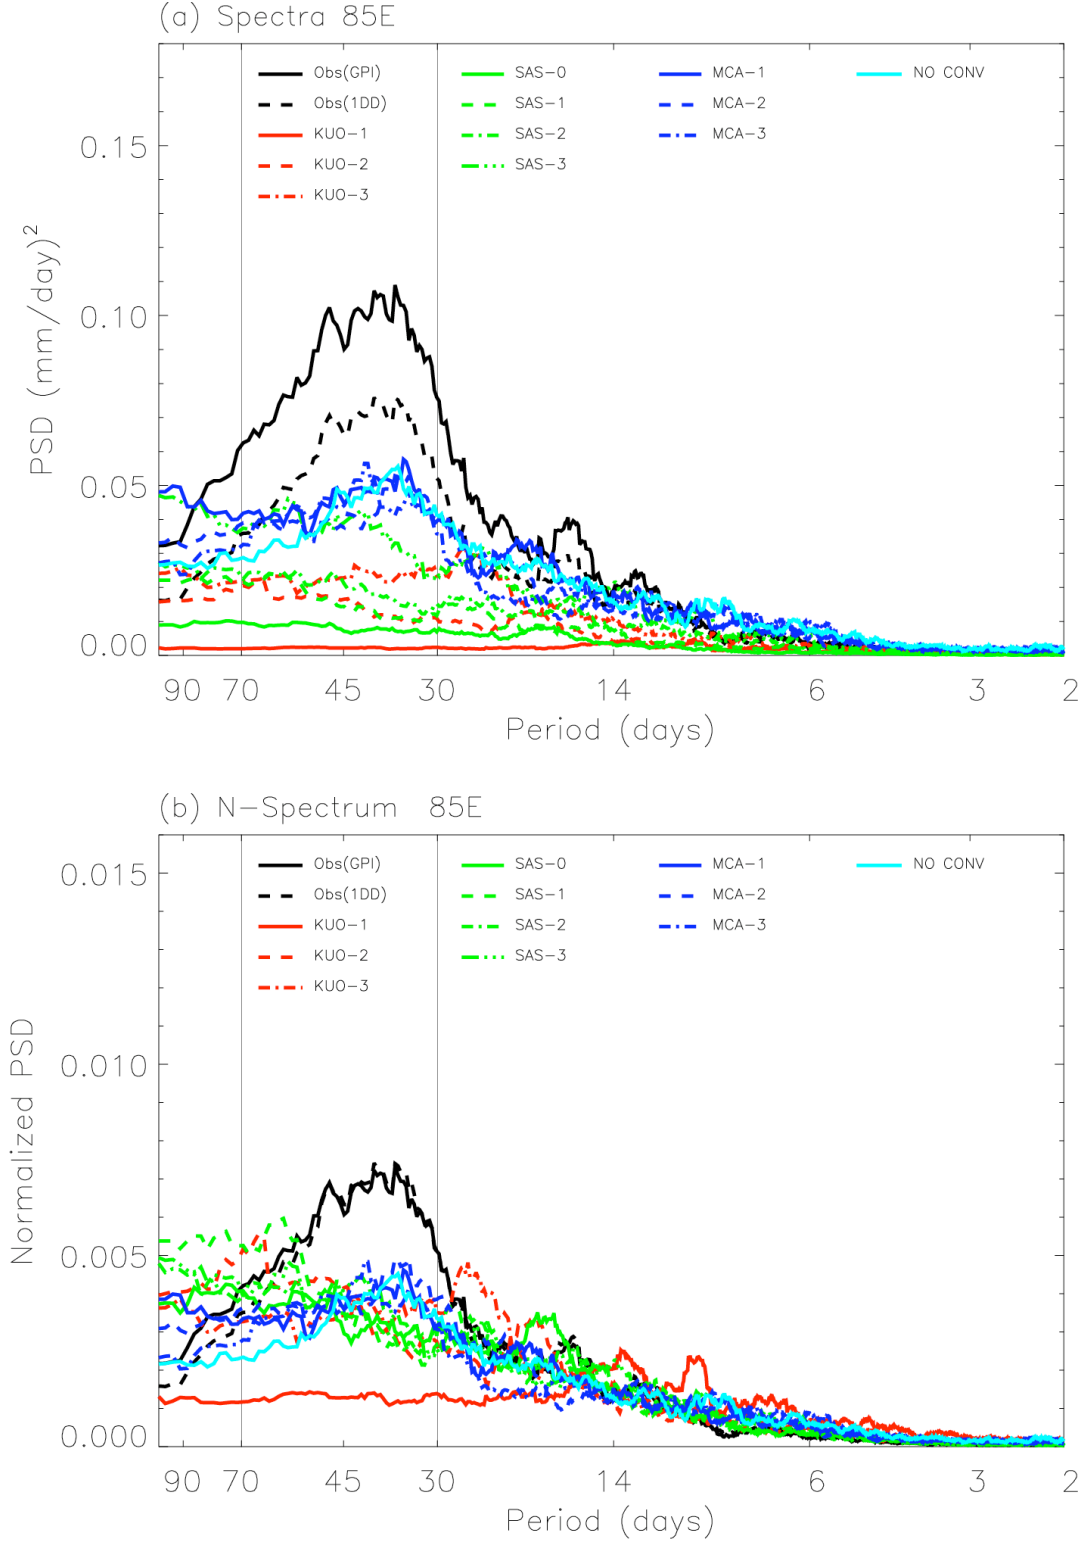 (a) Spectra 85E
Obs(GPI)
Obs(1DD)
KUO-1
KUO-2
KUO-3
SAS-0
SAS-1
SAS-2
SAS-3
MCA-1
MCA-2
MCA-3
NO CONV
PSD (mm/day)²
0.15
0.10
0.05
0.00
90 70 45 30 14 6 3 2
Period (days)
(b) N-Spectrum 85E
Obs(GPI)
Obs(1DD)
KUO-1
KUO-2
KUO-3
SAS-0
SAS-1
SAS-2
SAS-3
MCA-1
MCA-2
MCA-3
NO CONV
Normalized PSD
0.015
0.010
0.005
0.000
90 70 45 30 14 6 3 2
Period (days)